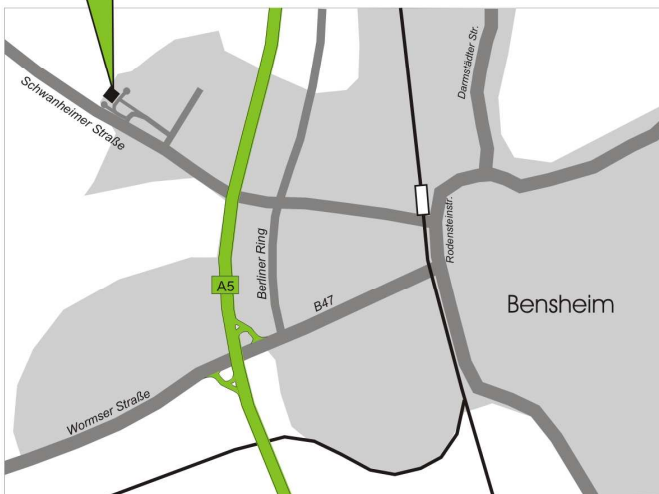 Darmstädter Str.
Schwanheimer Straße
Rodensteinstr.
Berliner Ring
A5
B47
Bensheim
Wormser Straße